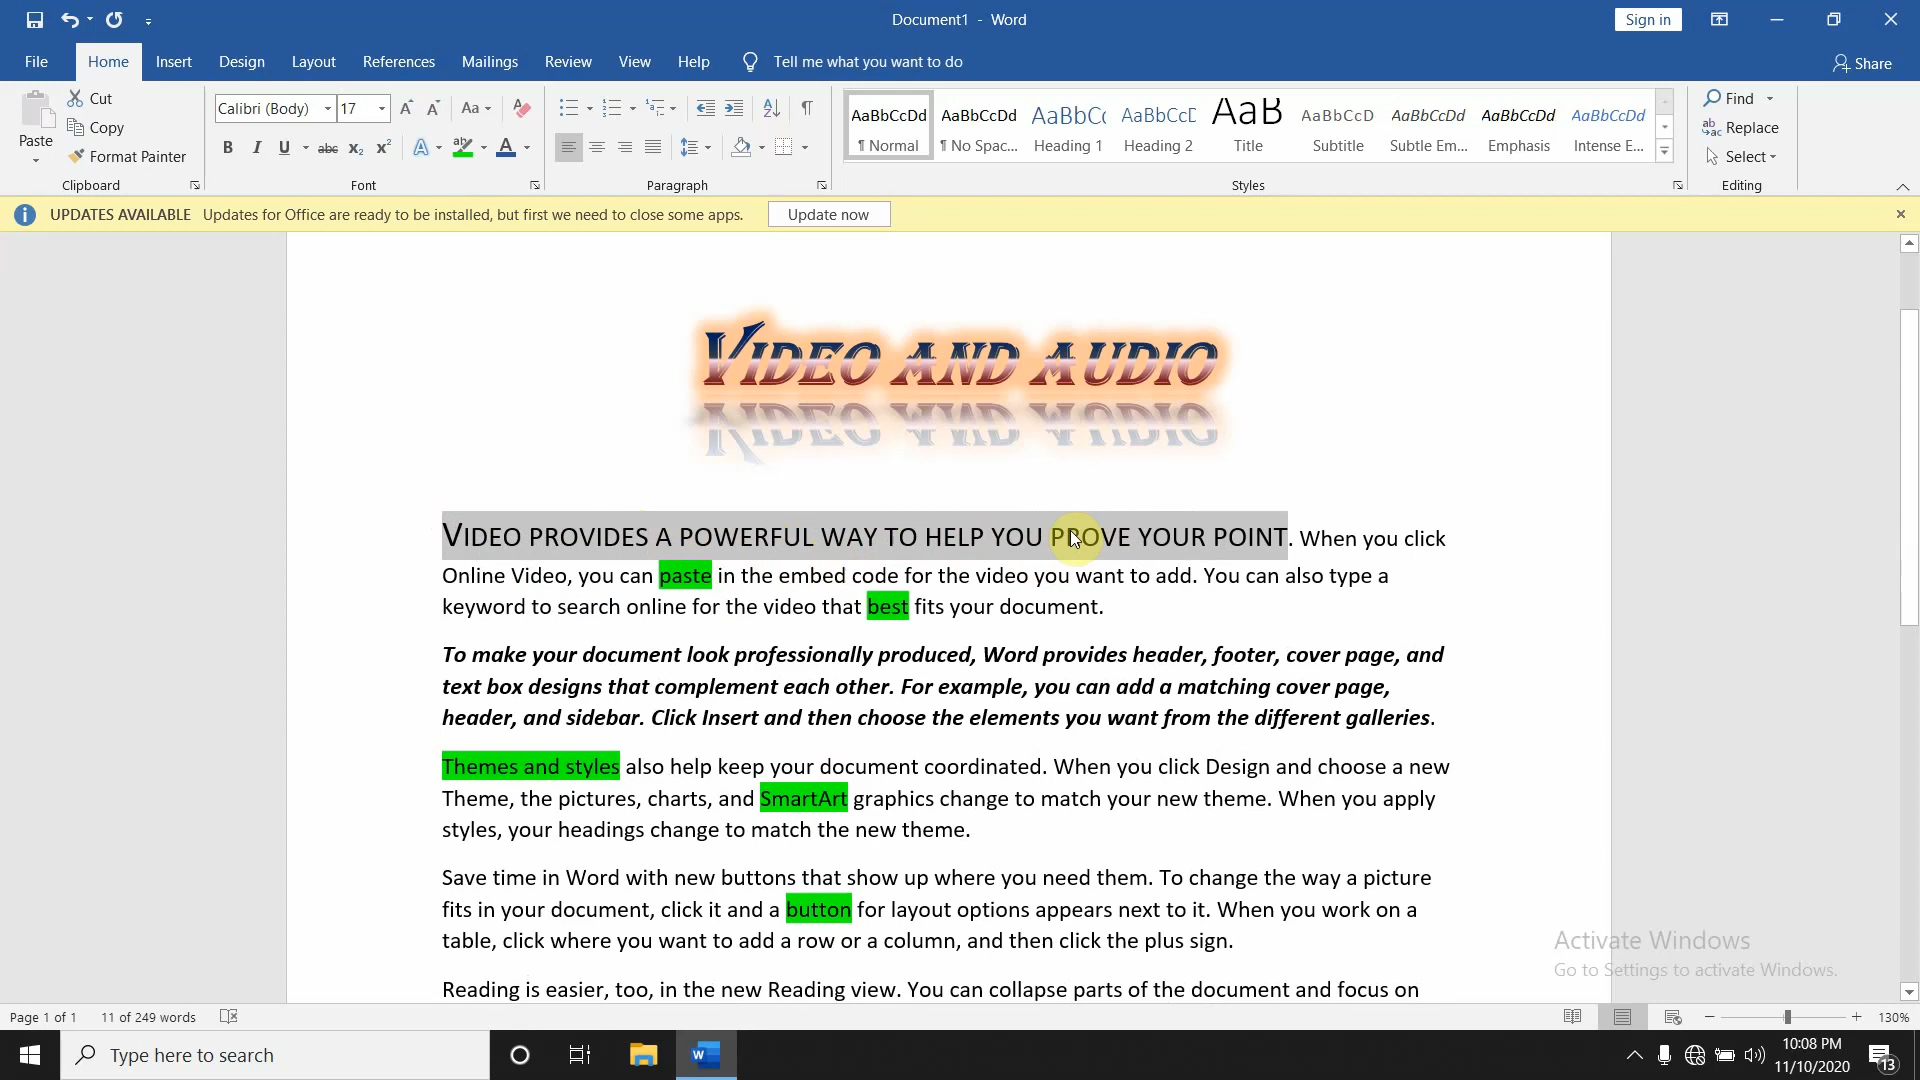 Document1 - Word
Sign in
File Home Insert Design Layout References Mailings Review View Help Tell me what you want to do
Share
Paste
Cut
Copy
Format Painter
Clipboard
Calibri (Body) 17
Font
Paragraph
AaBbCcDd AaBbCcDd AaBbCc AaBbCcE AaB AaBbCcD AaBbCcDd AaBbCcDd AaBbCcDd
¶ Normal ¶ No Spac... Heading 1 Heading 2 Title Subtitle Subtle Em... Emphasis Intense E...
Styles
Find
Replace
Select
Editing
UPDATES AVAILABLE Updates for Office are ready to be installed, but first we need to close some apps. Update now
VIDEO AND AUDIO
VIDEO PROVIDES A POWERFUL WAY TO HELP YOU PROVE YOUR POINT. When you click
Online Video, you can paste in the embed code for the video you want to add. You can also type a
keyword to search online for the video that best fits your document.
To make your document look professionally produced, Word provides header, footer, cover page, and
text box designs that complement each other. For example, you can add a matching cover page,
header, and sidebar. Click Insert and then choose the elements you want from the different galleries.
Themes and styles also help keep your document coordinated. When you click Design and choose a new
Theme, the pictures, charts, and SmartArt graphics change to match your new theme. When you apply
styles, your headings change to match the new theme.
Save time in Word with new buttons that show up where you need them. To change the way a picture
fits in your document, click it and a button for layout options appears next to it. When you work on a
table, click where you want to add a row or a column, and then click the plus sign.
Reading is easier, too, in the new Reading view. You can collapse parts of the document and focus on
Activate Windows
Go to Settings to activate Windows.
Page 1 of 1 11 of 249 words
130%
Type here to search
10:08 PM
11/10/2020
13